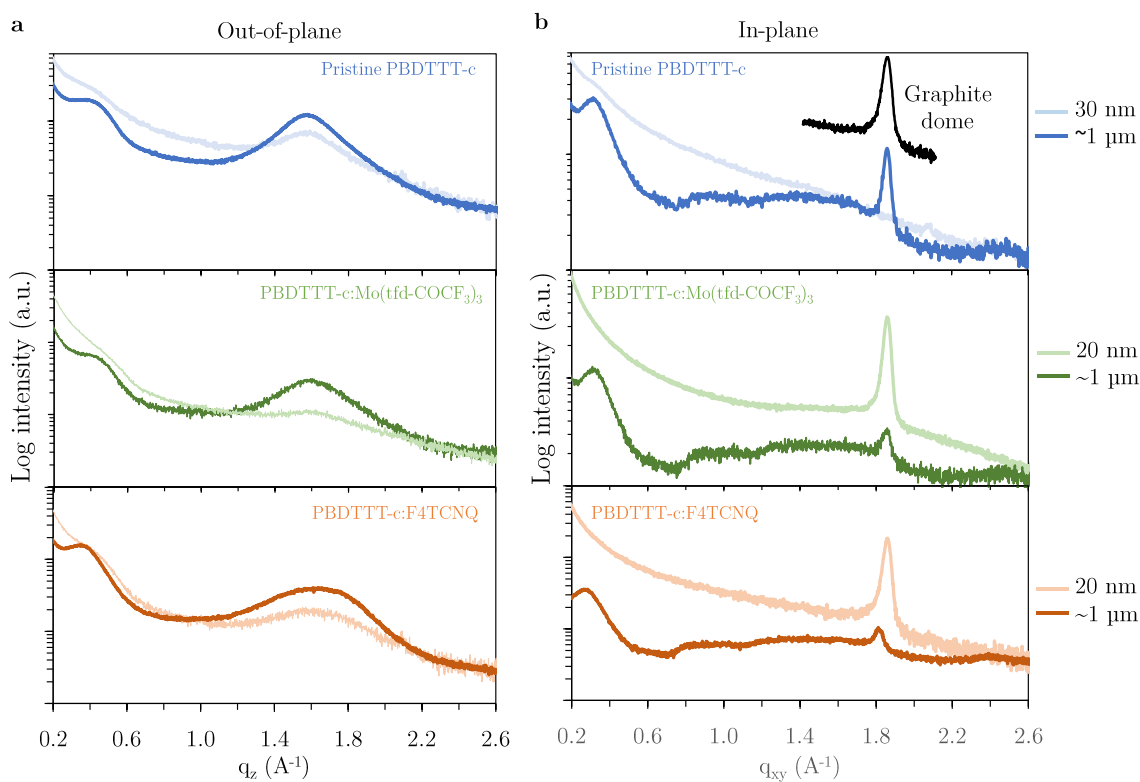 a
Out-of-plane
Pristine PBDTTT-c
PBDTTT-c:Mo(tfd-COCF3)3
PBDTTT-c:F4TCNQ
Log intensity (a.u.)
0.2 0.6 1.0 1.4 1.8 2.2 2.6
qz (A-1)
b
In-plane
Pristine PBDTTT-c
Graphite
dome
30 nm
~1 μm
PBDTTT-c:Mo(tfd-COCF3)3
20 nm
~1 μm
PBDTTT-c:F4TCNQ
20 nm
~1 μm
Log intensity (a.u.)
0.2 0.6 1.0 1.4 1.8 2.2 2.6
qxy (A-1)